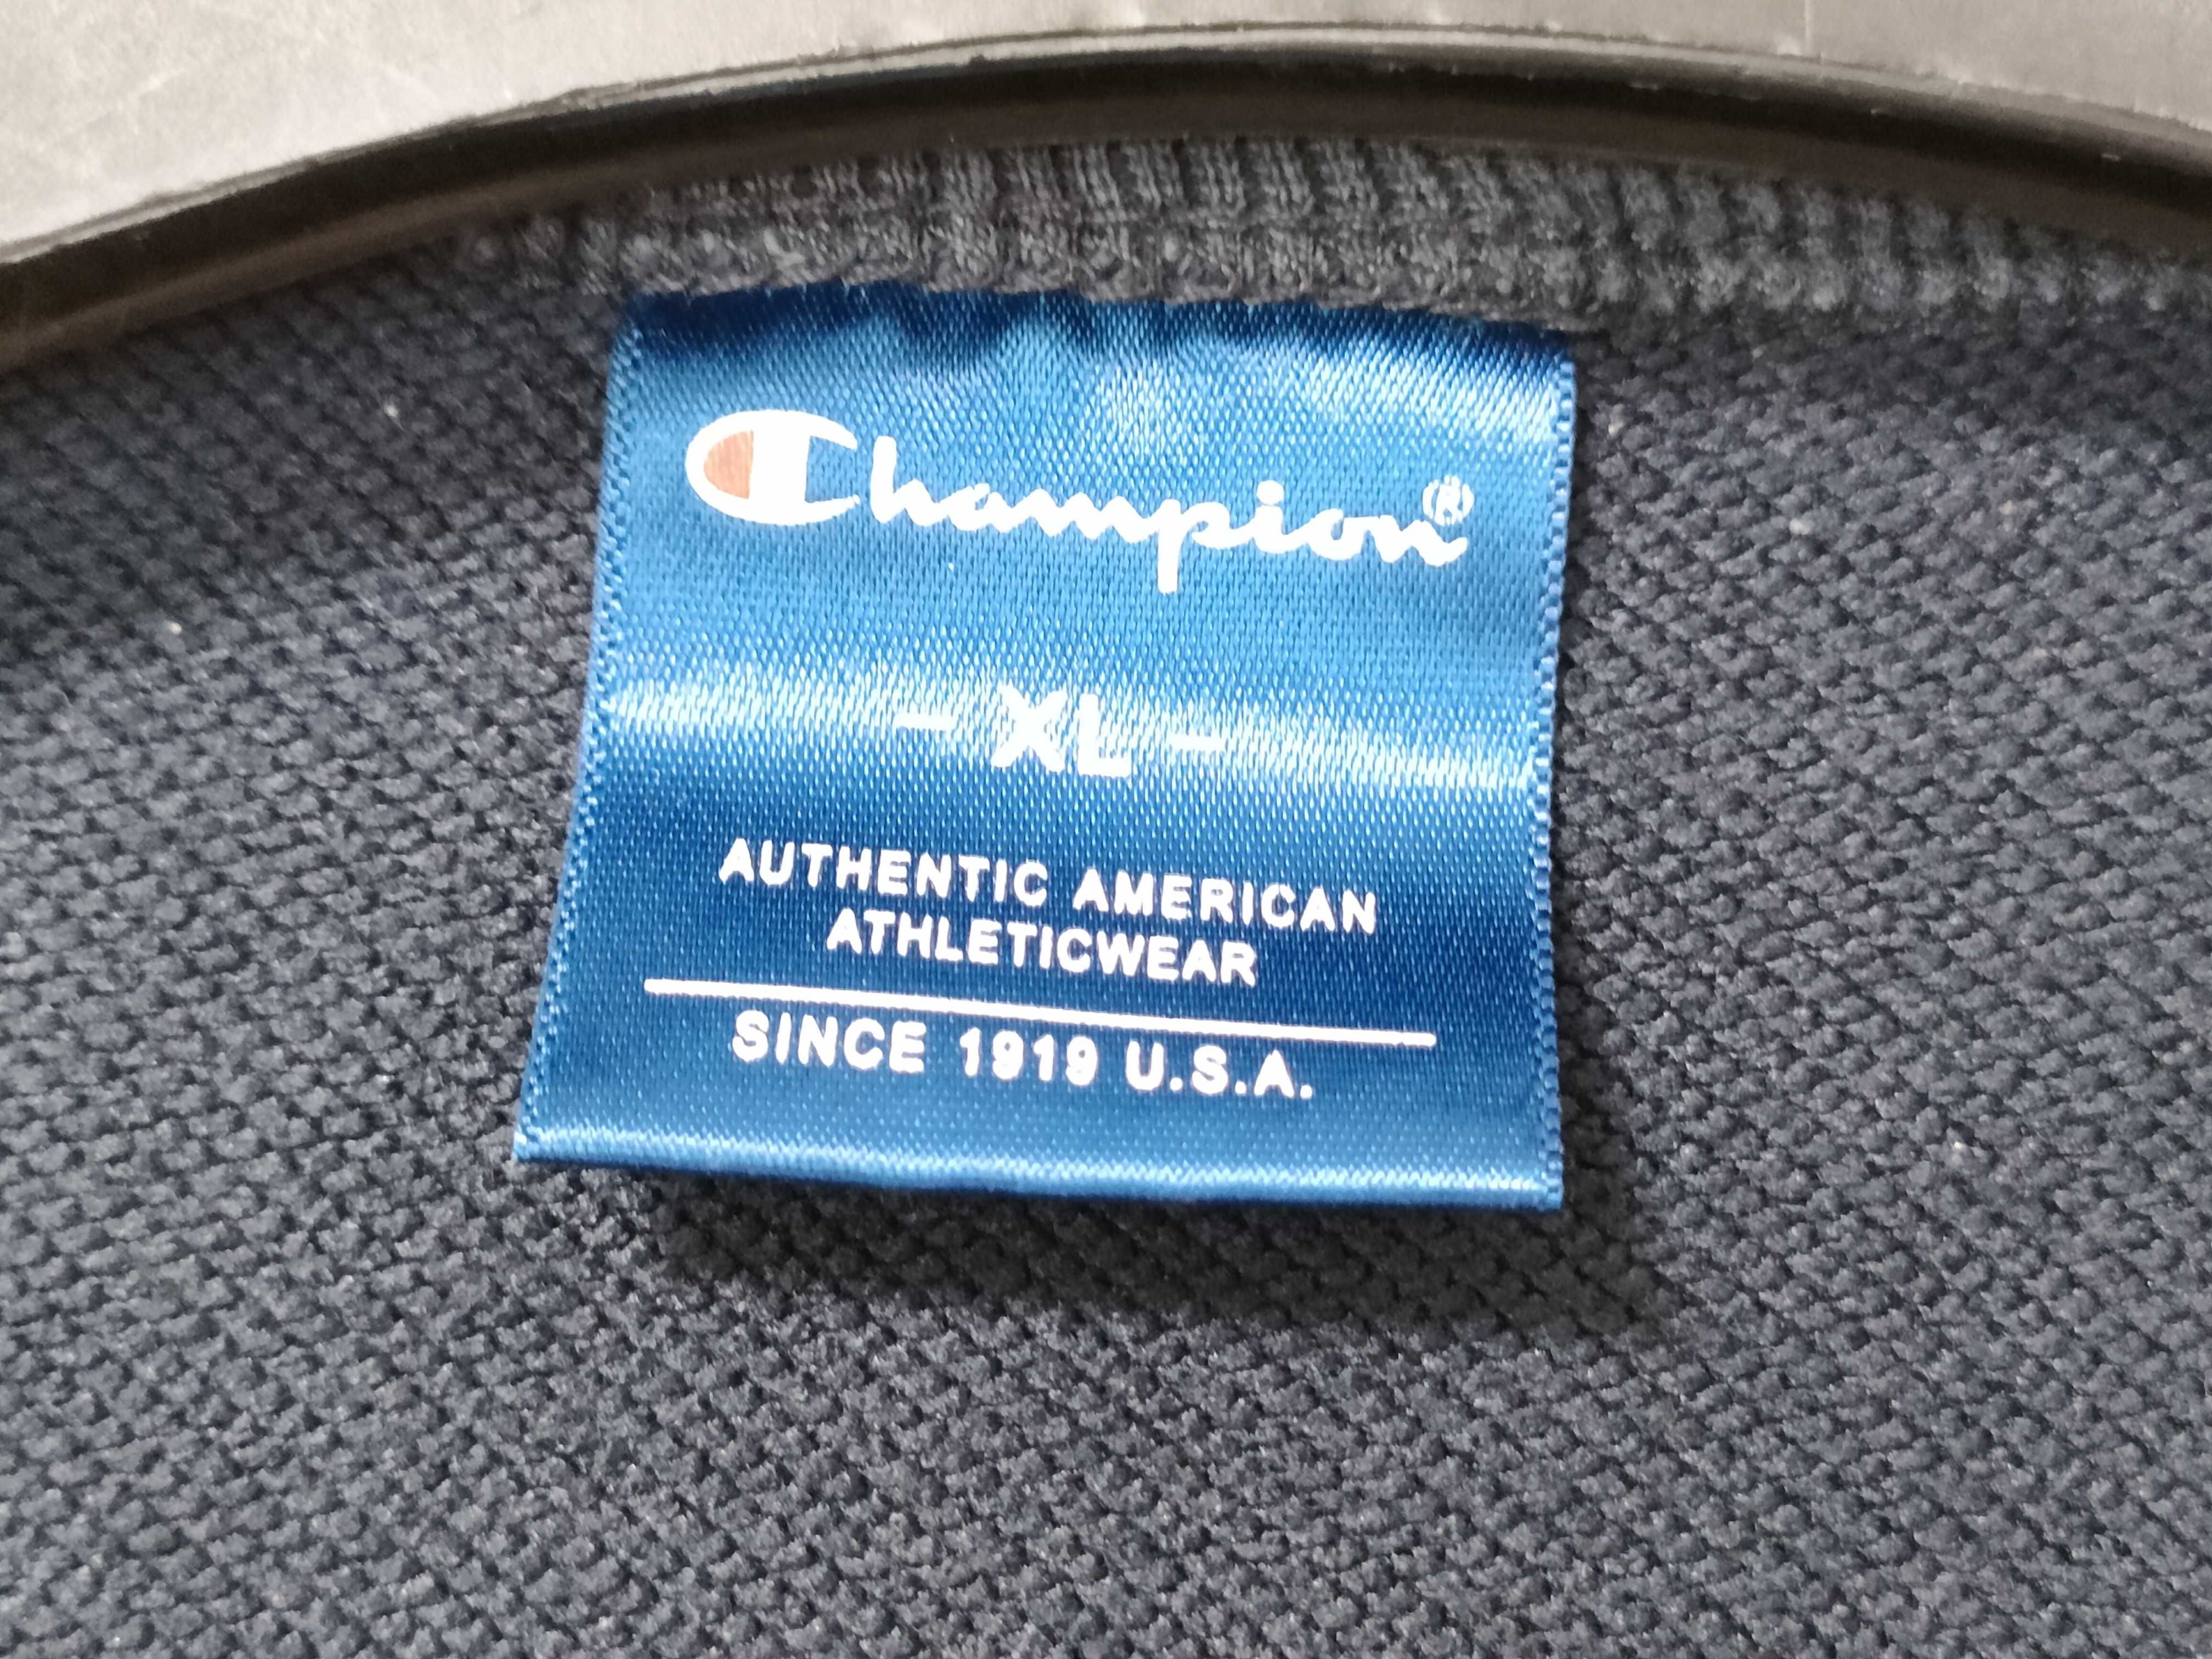 Champion®
- XL -
AUTHENTIC AMERICAN
ATHLETICWEAR
SINCE 1919 U.S.A.